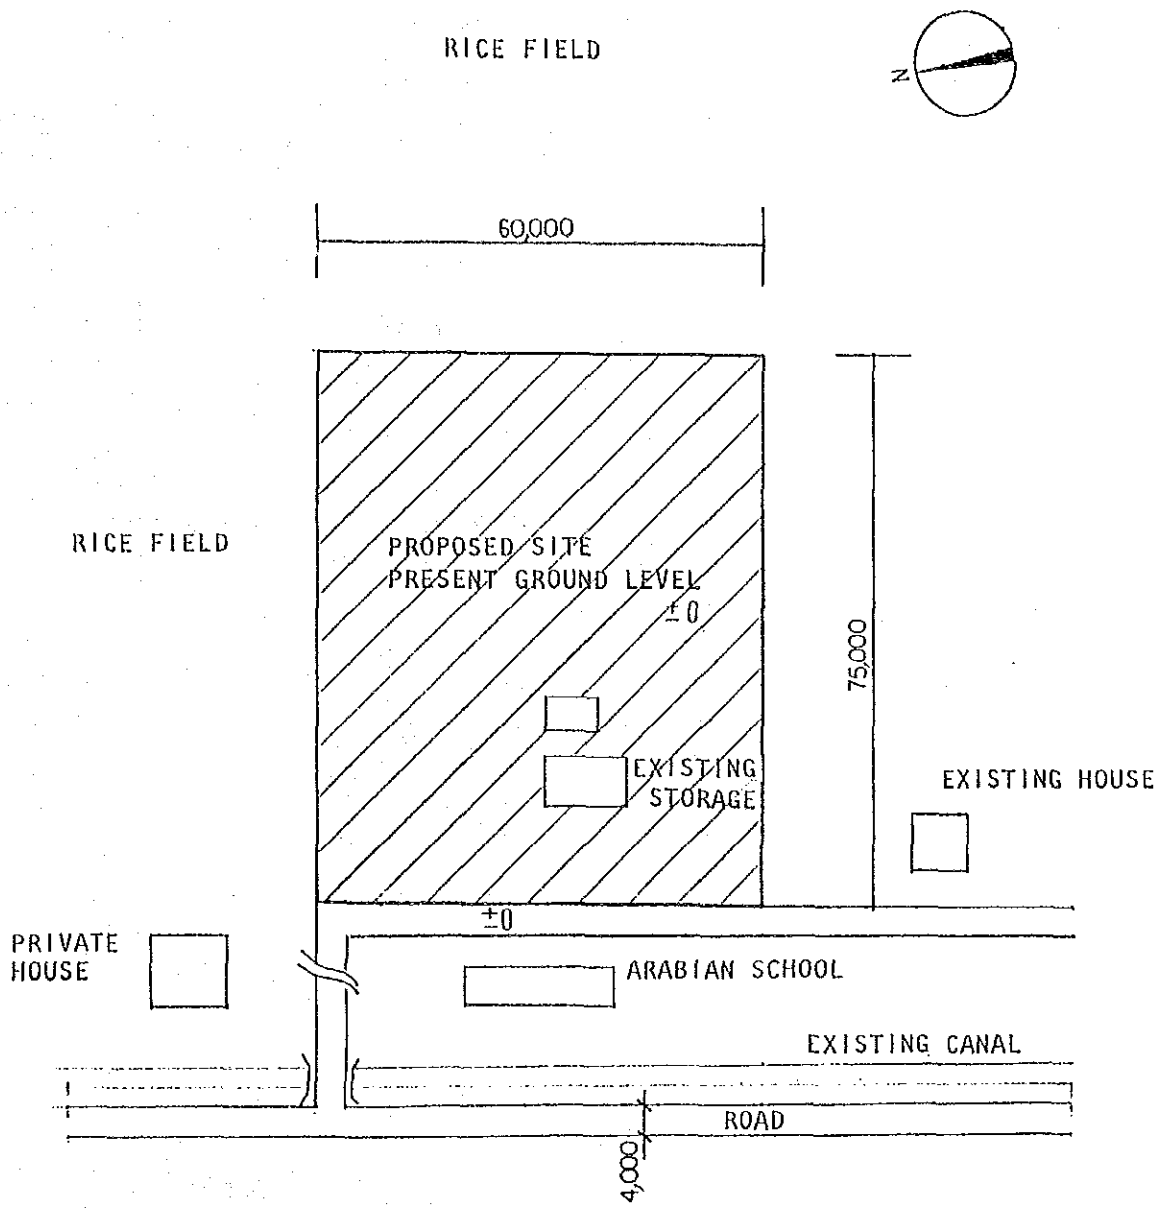 RICE FIELD
N
60,000
RICE FIELD
PROPOSED SITE
PRESENT GROUND LEVEL
±0
75,000
EXISTING
STORAGE
EXISTING HOUSE
±0
PRIVATE
HOUSE
ARABIAN SCHOOL
EXISTING CANAL
ROAD
4,000